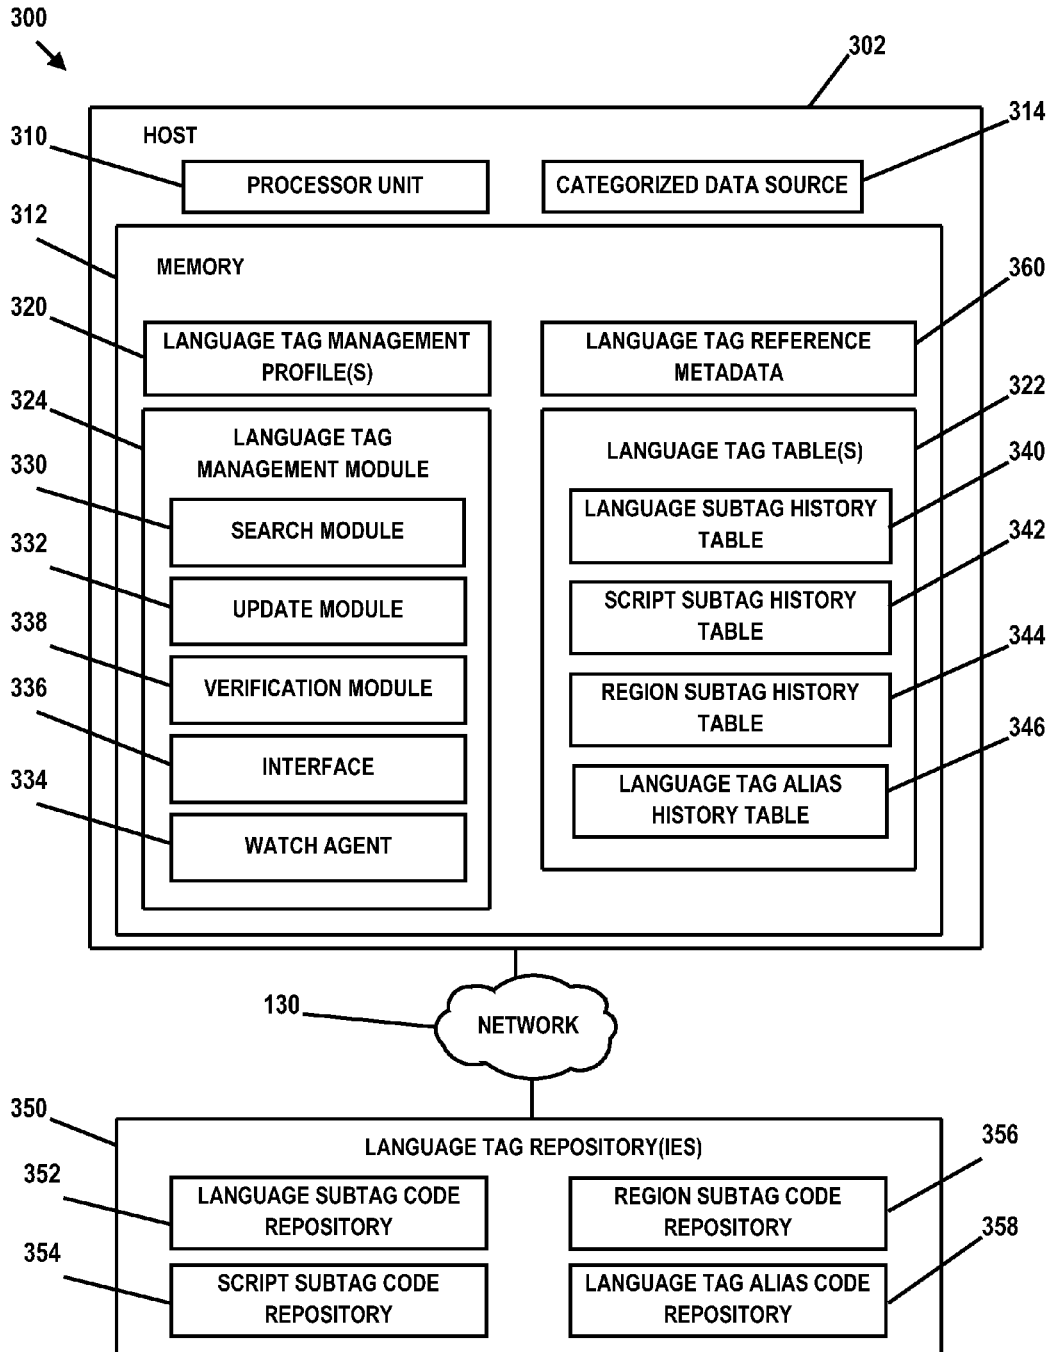 300
302
HOST
310
314
PROCESSOR UNIT
CATEGORIZED DATA SOURCE
312
MEMORY
360
320
LANGUAGE TAG MANAGEMENT
PROFILE(S)
LANGUAGE TAG REFERENCE
METADATA
324
322
LANGUAGE TAG
MANAGEMENT MODULE
LANGUAGE TAG TABLE(S)
330
340
SEARCH MODULE
LANGUAGE SUBTAG HISTORY
TABLE
332
342
UPDATE MODULE
SCRIPT SUBTAG HISTORY
TABLE
338
344
VERIFICATION MODULE
REGION SUBTAG HISTORY
TABLE
336
346
INTERFACE
LANGUAGE TAG ALIAS
HISTORY TABLE
334
WATCH AGENT
130
NETWORK
350
LANGUAGE TAG REPOSITORY(IES)
356
352
LANGUAGE SUBTAG CODE
REPOSITORY
REGION SUBTAG CODE
REPOSITORY
354
358
SCRIPT SUBTAG CODE
REPOSITORY
LANGUAGE TAG ALIAS CODE
REPOSITORY